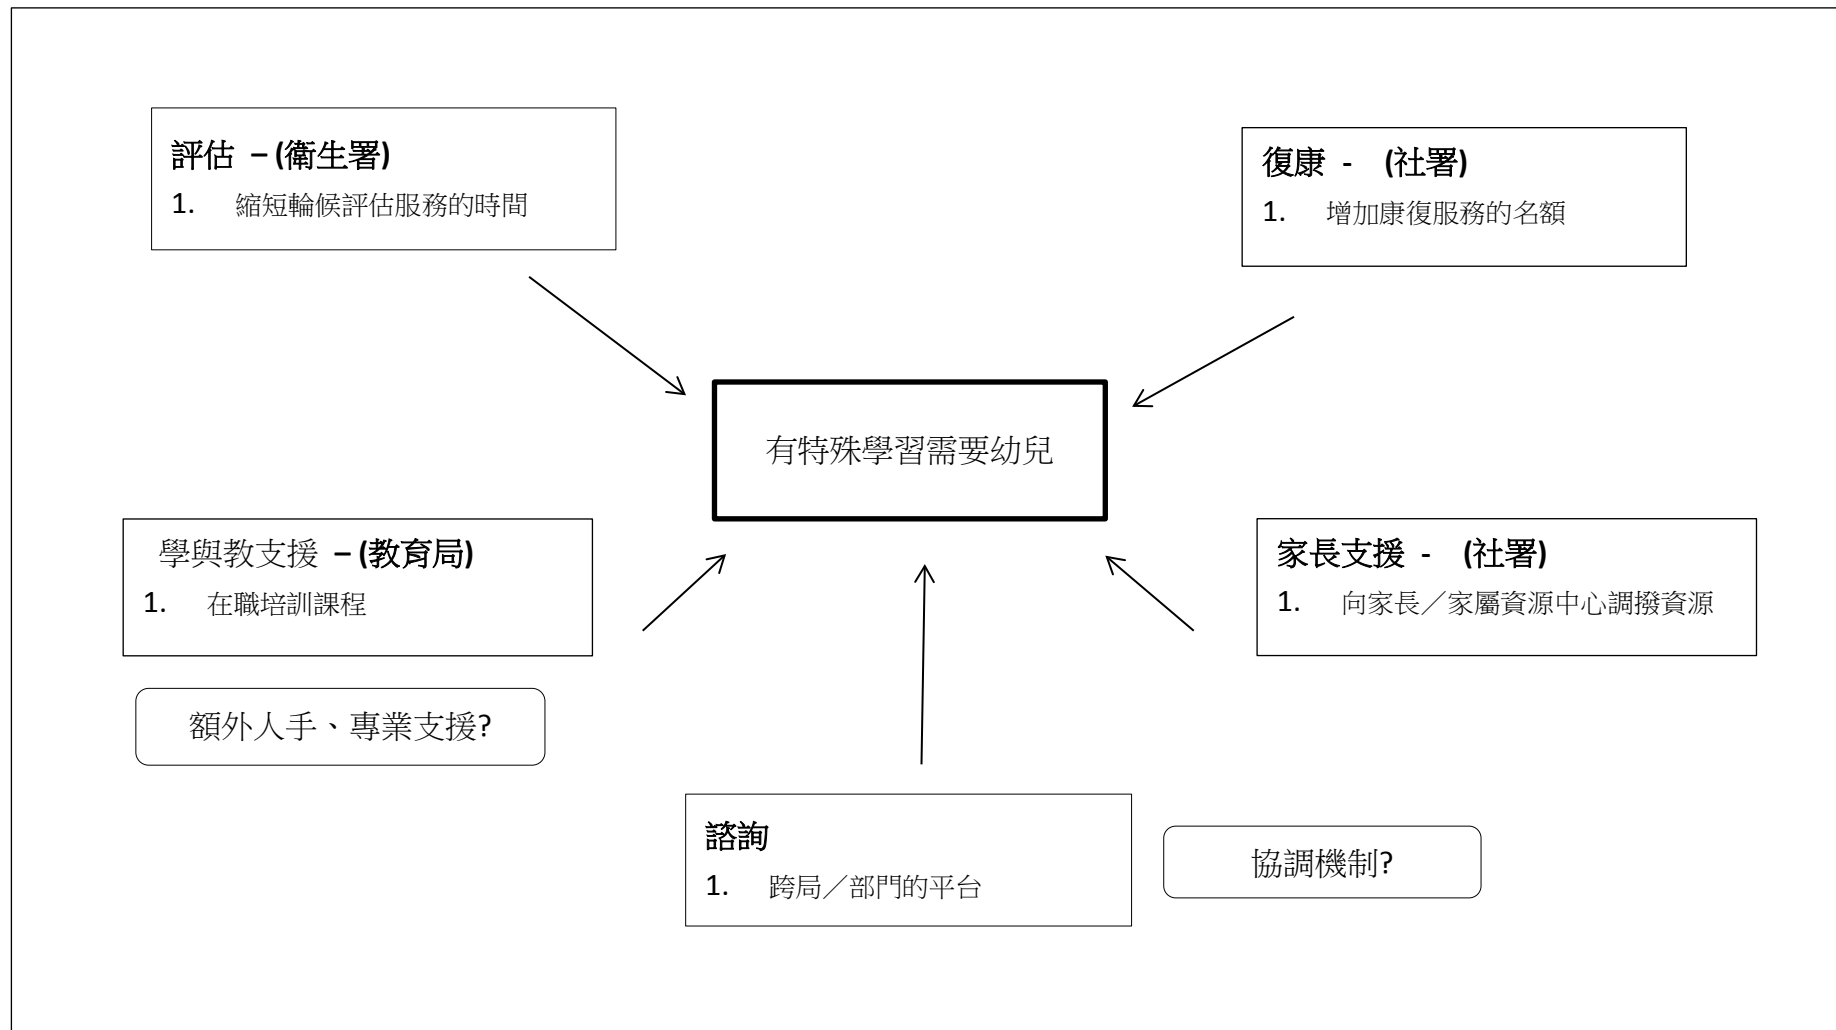 評估 – (衛生署)
1. 縮短輪候評估服務的時間
復康 - (社署)
1. 增加康復服務的名額
有特殊學習需要幼兒
學與教支援 – (教育局)
1. 在職培訓課程
額外人手、專業支援?
家長支援 - (社署)
1. 向家長／家屬資源中心調撥資源
諮詢
1. 跨局／部門的平台
協調機制?